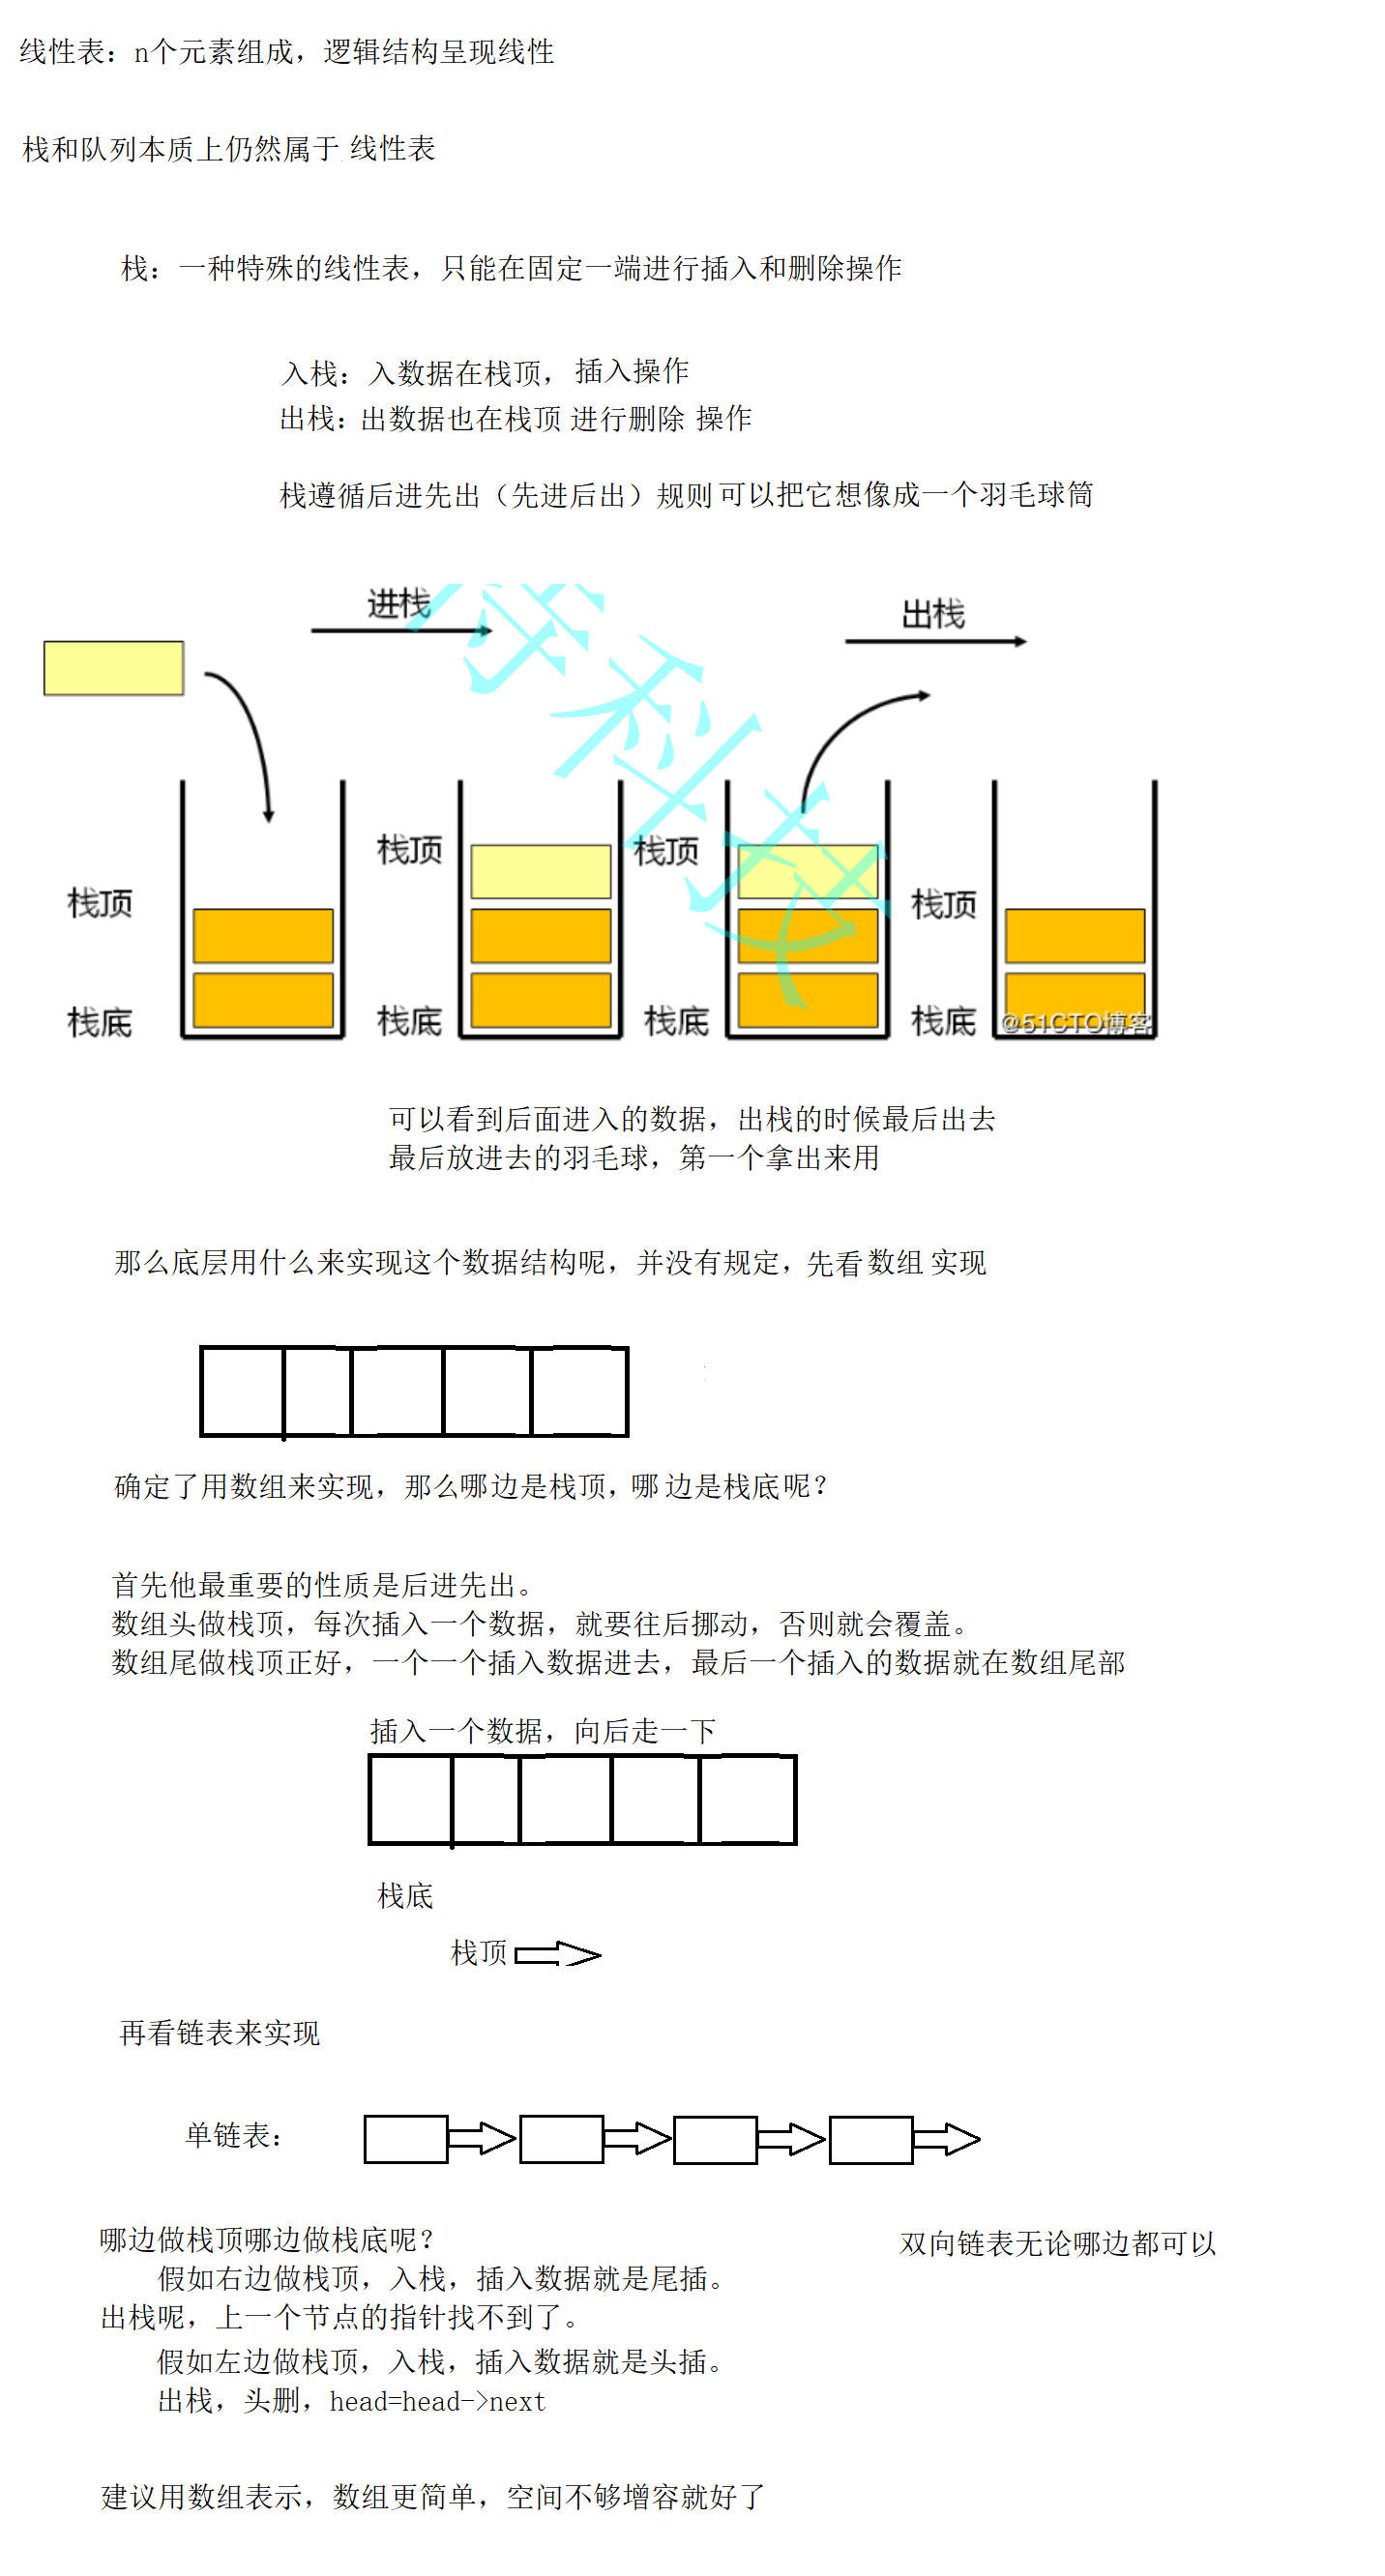 线性表：n个元素组成，逻辑结构呈现线性
栈和队列本质上仍然属于 线性表
栈：一种特殊的线性表，只能在固定一端进行插入和删除操作
入栈：入数据在栈顶，插入操作
出栈：出数据也在栈顶 进行删除 操作
栈遵循后进先出（先进后出）规则 可以把它想像成一个羽毛球筒
进栈
出栈
科技
栈顶
栈顶
栈顶
栈顶
栈底
栈底
栈底
栈底
@51CTO博客
可以看到后面进入的数据，出栈的时候最后出去
最后放进去的羽毛球，第一个拿出来用
那么底层用什么来实现这个数据结构呢，并没有规定，先看 数组 实现
确定了用数组来实现，那么哪边是栈顶，哪 边是栈底呢？
首先他最重要的性质是后进先出。
数组头做栈顶，每次插入一个数据，就要往后挪动，否则就会覆盖。
数组尾做栈顶正好，一个一个插入数据进去，最后一个插入的数据就在数组尾部
插入一个数据，向后走一下
栈底
栈顶
再看链表来实现
单链表：
哪边做栈顶哪边做栈底呢？
双向链表无论哪边都可以
假如右边做栈顶，入栈，插入数据就是尾插。
出栈呢，上一个节点的指针找不到了。
假如左边做栈顶，入栈，插入数据就是头插。
出栈，头删，head=head->next
建议用数组表示，数组更简单，空间不够增容就好了